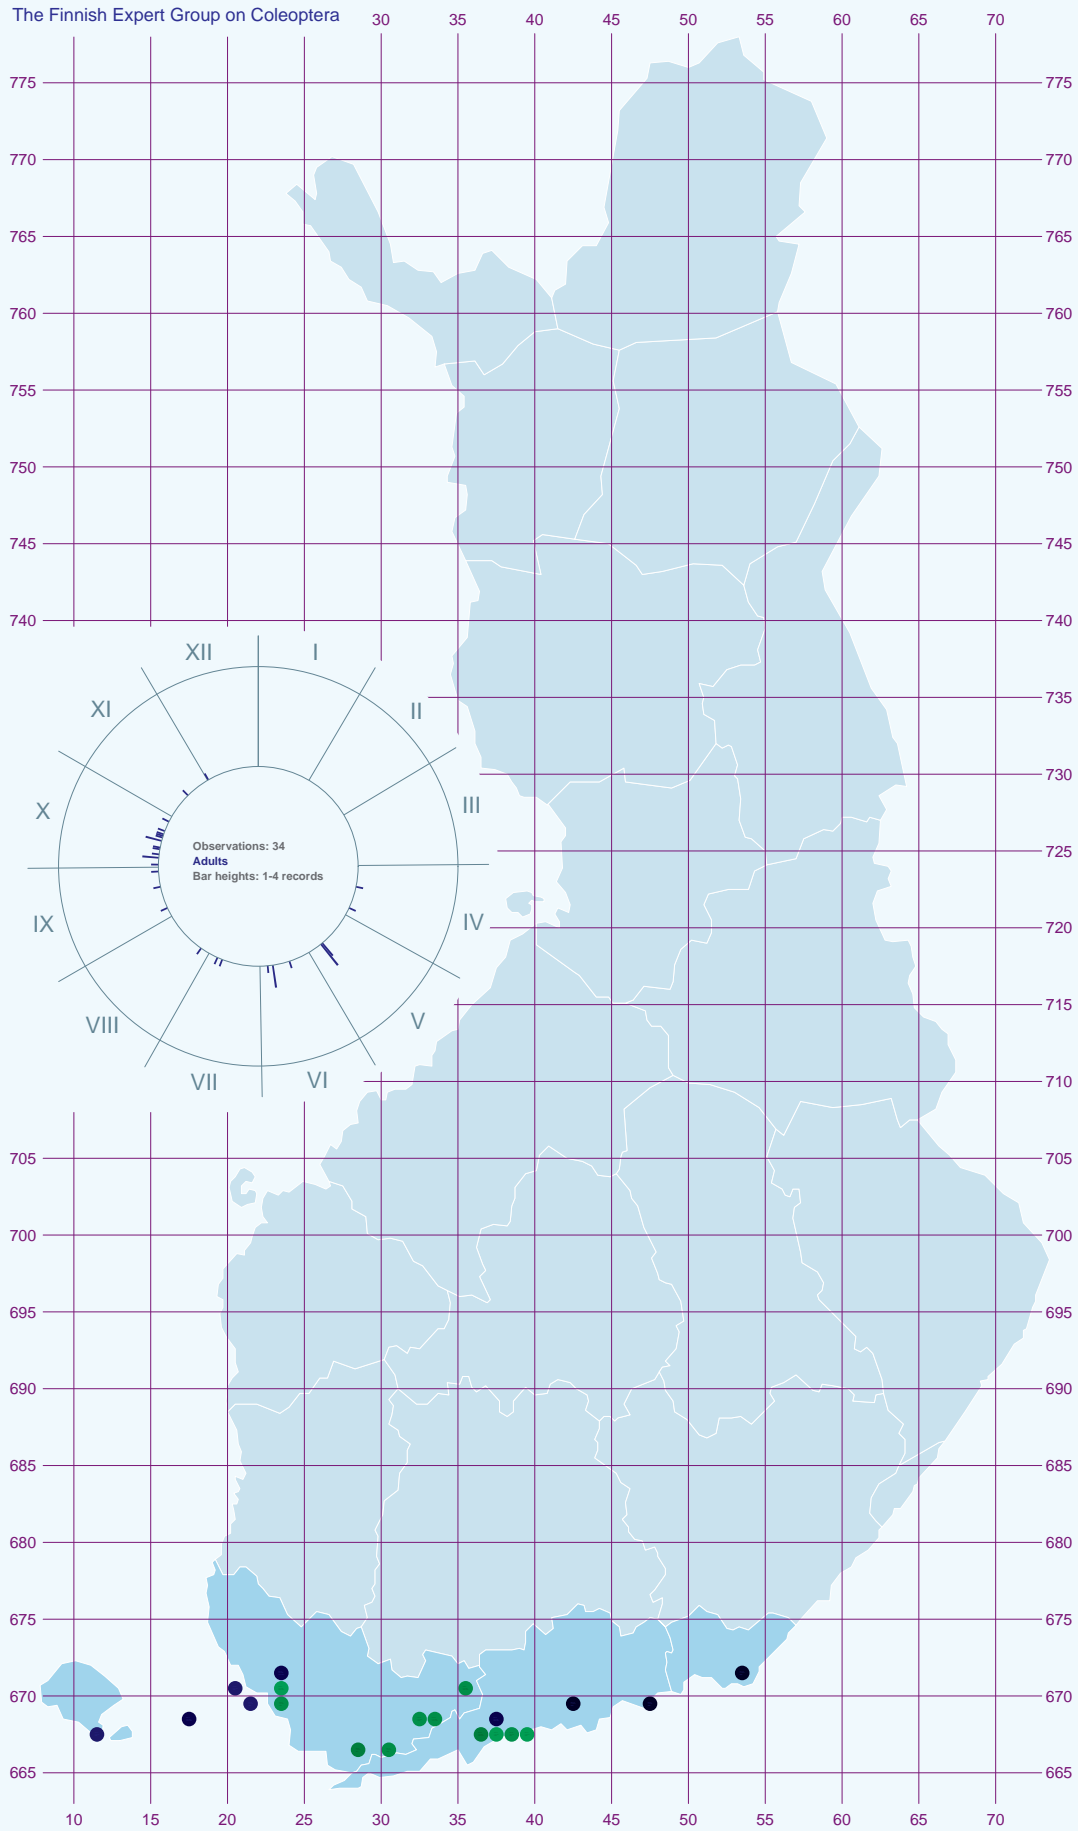 The Finnish Expert Group on Coleoptera 30 35 40 45 50 55 60 65 70
775 775
770 770
765 765
760 760
755 755
750 750
745 745
740 740
XII I
XI II
735
730
X III
725
Observations: 34
Adults
Bar heights: 1-4 records
IX IV
720
715
VIII V
VII VI
710
705 705
700 700
695 695
690 690
685 685
680 680
675 675
670 670
665 665
10 15 20 25 30 35 40 45 50 55 60 65 70